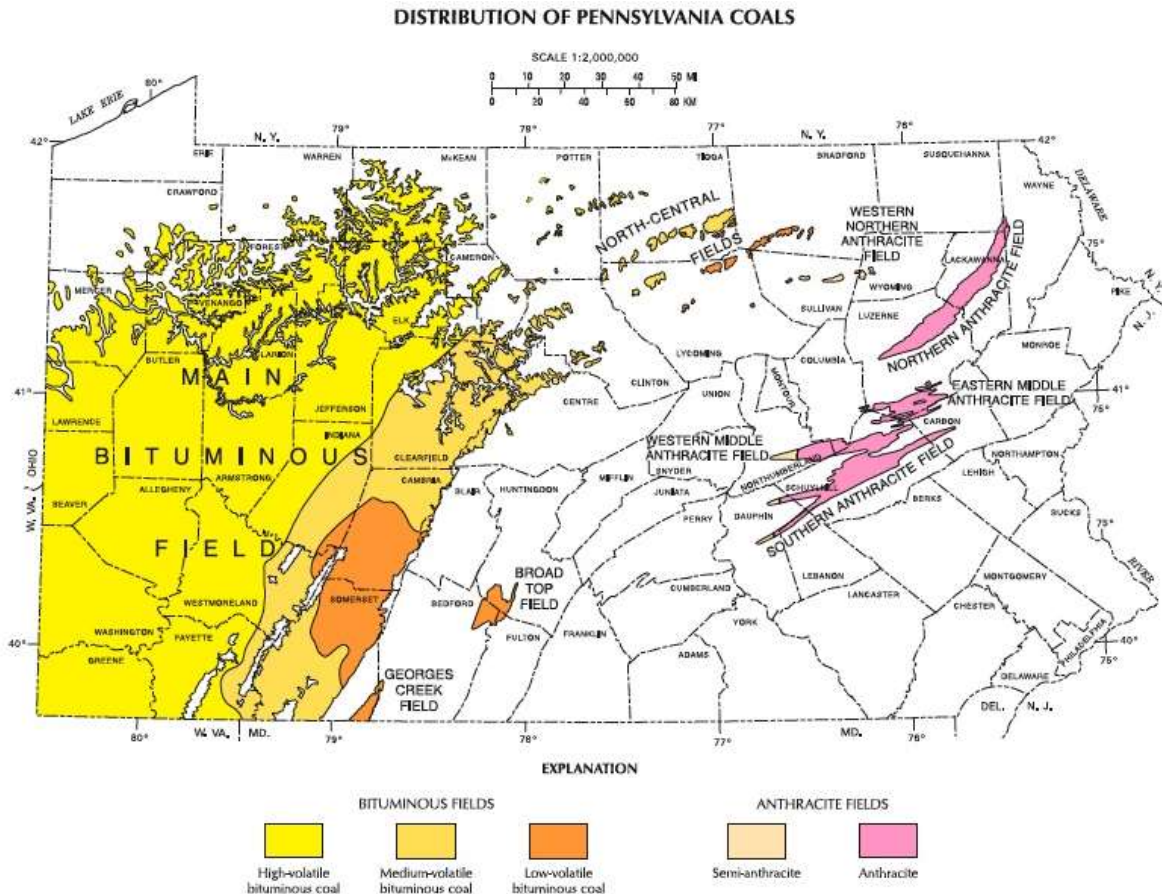 DISTRIBUTION OF PENNSYLVANIA COALS
SCALE 1:2,000,000
0 10 20 30 40 50 MI
0 20 40 60 80 KM
LAKE ERIE
80°
79°
78°
77°
76°
N. Y.
N. Y.
42°
42°
ERIE
WARREN
McKEAN
POTTER
TIOGA
BRADFORD
SUSQUEHANNA
WAYNE
DELAWARE
CRAWFORD
FOREST
CAMERON
NORTH-CENTRAL
FIELDS
WESTERN
NORTHERN
ANTHRACITE
FIELD
75°
LACKAWANNA
MERCER
VENANGO
ELK
WYOMING
SULLIVAN
LUZERNE
NORTHERN ANTHRACITE FIELD
PIKE
N. Y.
N. J.
BUTLER
CLARION
MAIN
LYCOMING
COLUMBIA
MONROE
41°
41°
75°
CLINTON
CENTRE
UNION
MONTOUR
EASTERN MIDDLE
ANTHRACITE FIELD
LAWRENCE
JEFFERSON
INDIANA
CARBON
BITUMINOUS
CLEARFIELD
WESTERN MIDDLE
ANTHRACITE FIELD
NORTHUMBERLAND
NORTHAMPTON
OHIO
W. VA.
BEAVER
ALLEGHENY
ARMSTRONG
CAMBRIA
BLAIR
HUNTINGDON
MIFFLIN
SNYDER
JUNIATA
SCHUYLKILL
LEHIGH
SOUTHERN ANTHRACITE FIELD
BERKS
BUCKS
PERRY
DAUPHIN
FIELD
RIVER
WESTMORELAND
SOMERSET
BEDFORD
BROAD
TOP
FIELD
CUMBERLAND
LEBANON
LANCASTER
MONTGOMERY
CHESTER
PHILADELPHIA
WASHINGTON
FAYETTE
40°
40°
75°
GREENE
FULTON
FRANKLIN
YORK
ADAMS
DELAWARE
GEORGES
CREEK
FIELD
DEL.
N. J.
80°
W. VA.
MD.
79°
78°
77°
MD.
76°
EXPLANATION
BITUMINOUS FIELDS
ANTHRACITE FIELDS
High-volatile
bituminous coal
Medium-volatile
bituminous coal
Low-volatile
bituminous coal
Semi-anthracite
Anthracite